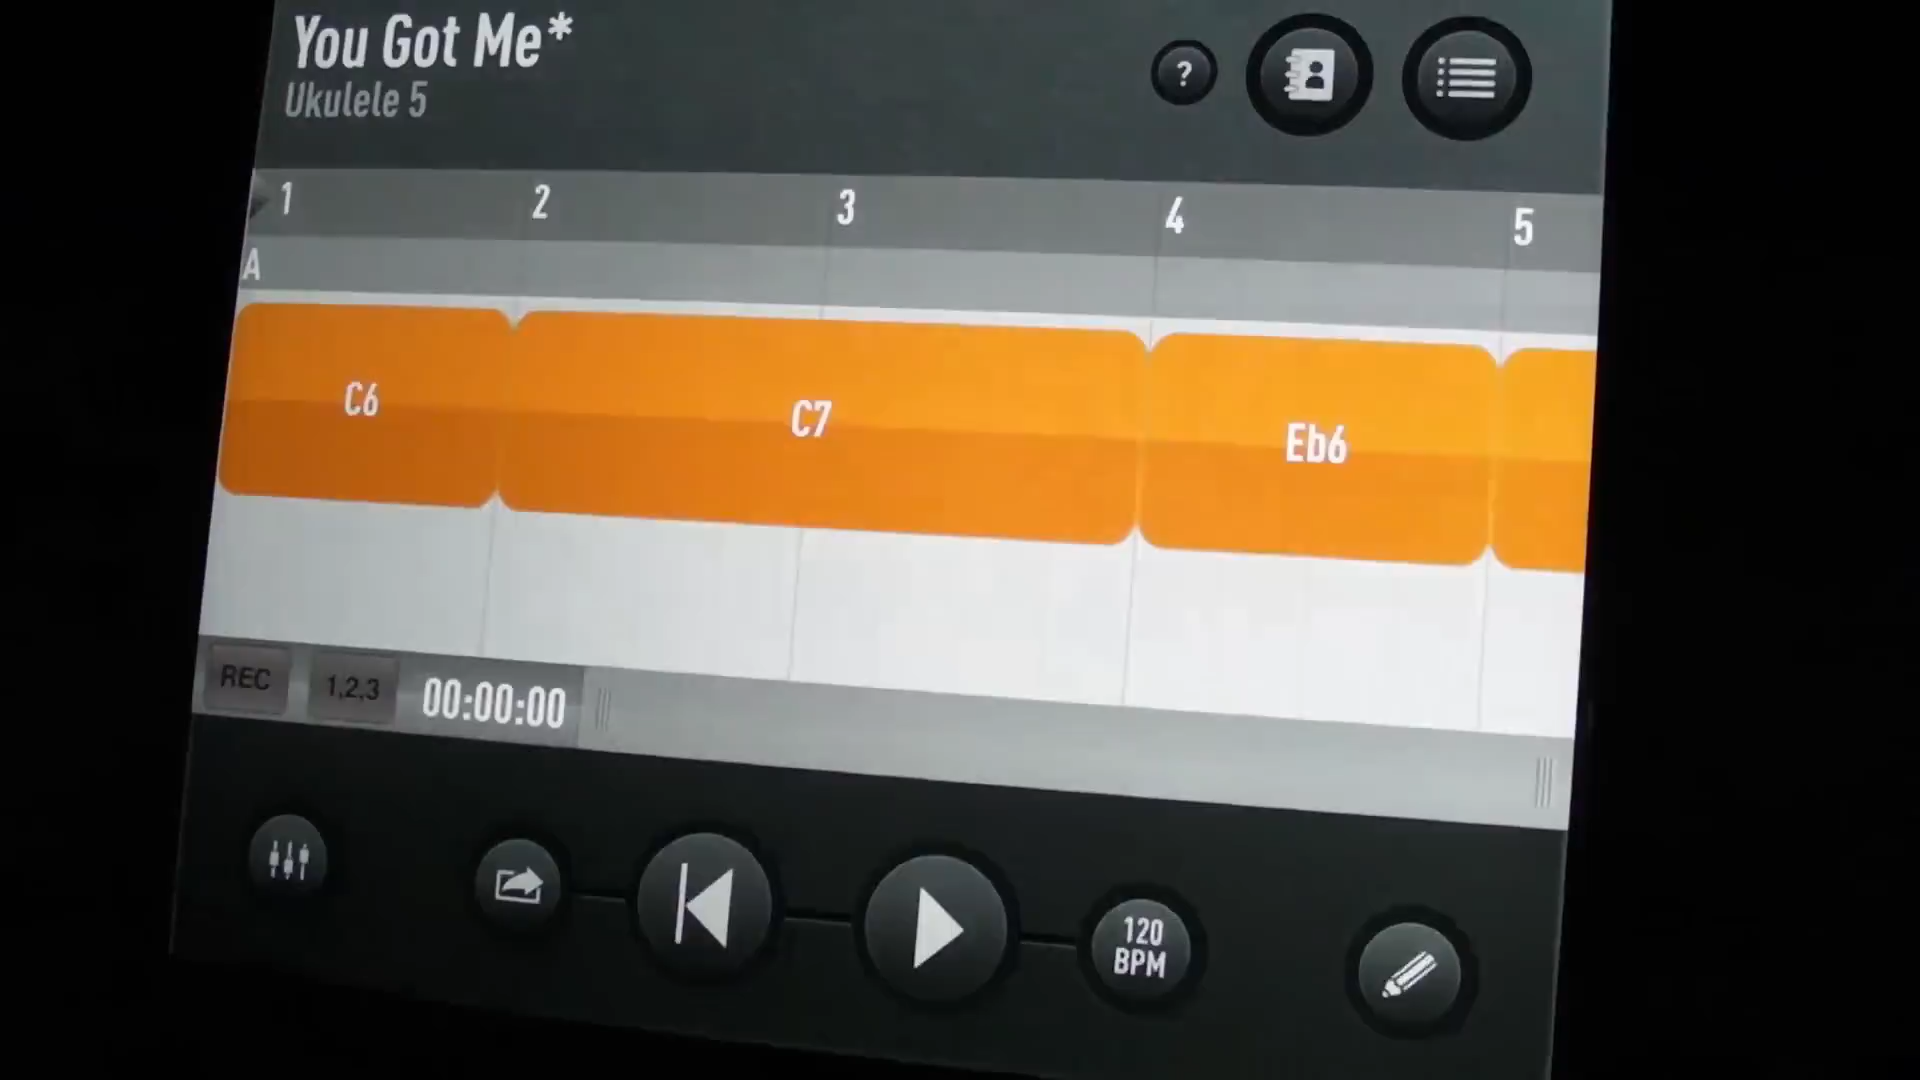 You Got Me*
Ukulele 5
?
1 2 3 4 5
A
C6 C7 Eb6
REC 1,2,3 00:00:00
120
BPM